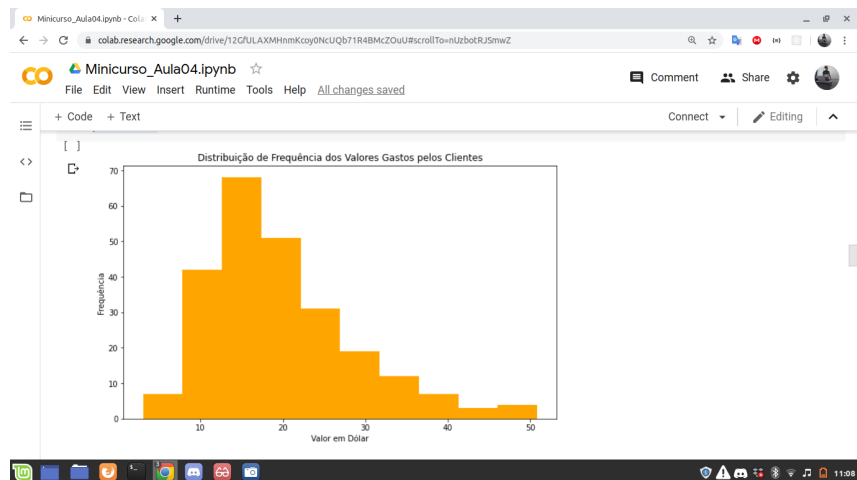 Minicurso_Aula04.ipynb - Cola
colab.research.google.com/drive/12GfULAXMHnmKcoy0NcUQb71R4BMcZOuU#scrollTo=nUzbotRJSmwZ
CO Minicurso_Aula04.ipynb
Comment Share
File Edit View Insert Runtime Tools Help All changes saved
+ Code + Text
Connect Editing
[ ]
Distribuição de Frequência dos Valores Gastos pelos Clientes
70
60
50
40
30
20
10
0
Frequência
10 20 30 40 50
Valor em Dólar
3
11:08